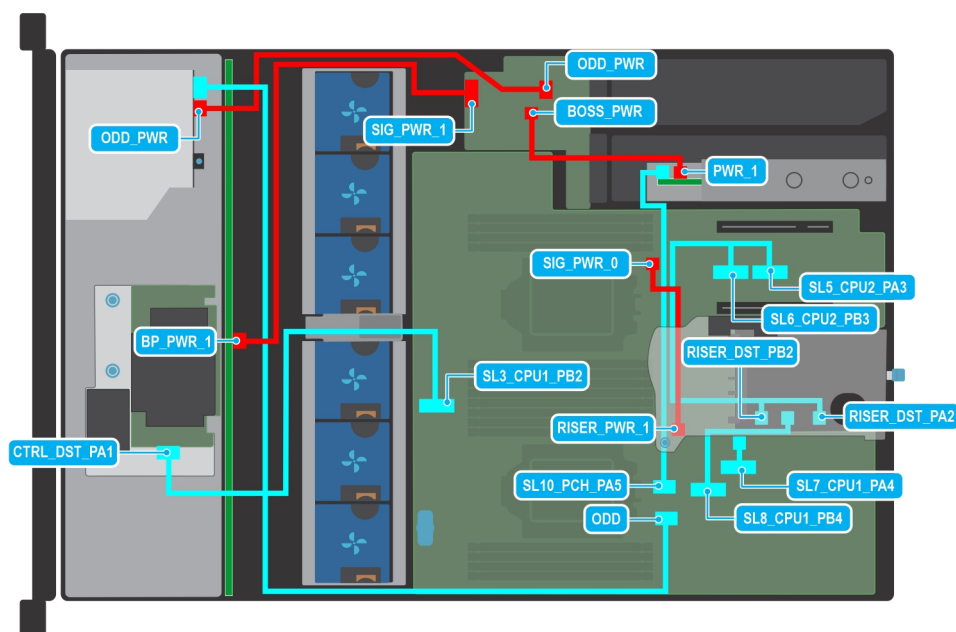 ODD_PWR
BOSS_PWR
SIG_PWR_1
ODD_PWR
PWR_1
SIG_PWR_0
SL5_CPU2_PA3
SL6_CPU2_PB3
BP_PWR_1
RISER_DST_PB2
SL3_CPU1_PB2
RISER_DST_PA2
RISER_PWR_1
CTRL_DST_PA1
SL10_PCH_PA5
SL7_CPU1_PA4
ODD
SL8_CPU1_PB4